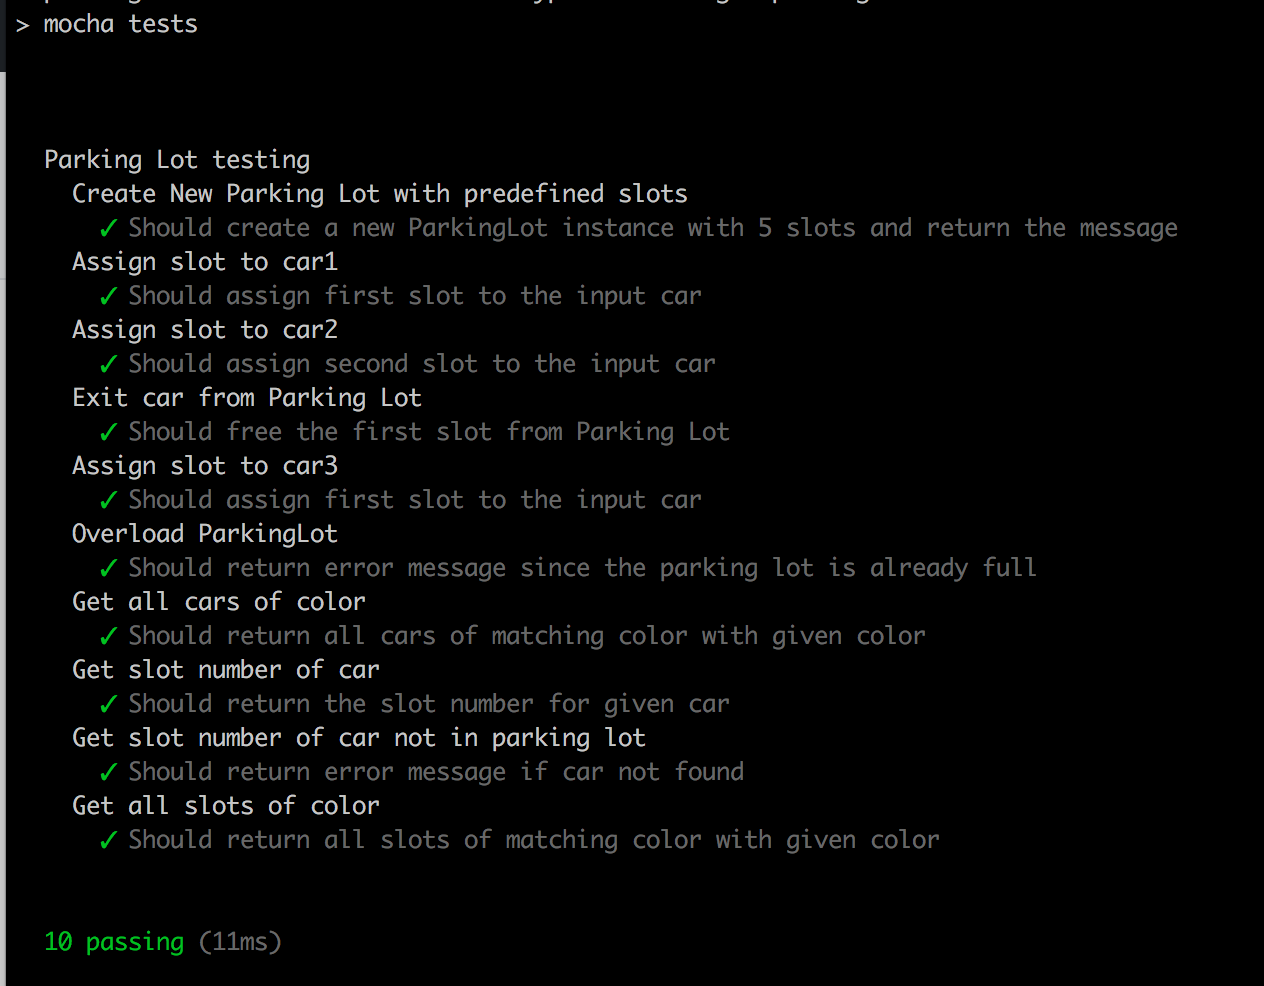 > mocha tests
Parking Lot testing
Create New Parking Lot with predefined slots
✓ Should create a new ParkingLot instance with 5 slots and return the message
Assign slot to car1
✓ Should assign first slot to the input car
Assign slot to car2
✓ Should assign second slot to the input car
Exit car from Parking Lot
✓ Should free the first slot from Parking Lot
Assign slot to car3
✓ Should assign first slot to the input car
Overload ParkingLot
✓ Should return error message since the parking lot is already full
Get all cars of color
✓ Should return all cars of matching color with given color
Get slot number of car
✓ Should return the slot number for given car
Get slot number of car not in parking lot
✓ Should return error message if car not found
Get all slots of color
✓ Should return all slots of matching color with given color
10 passing (11ms)